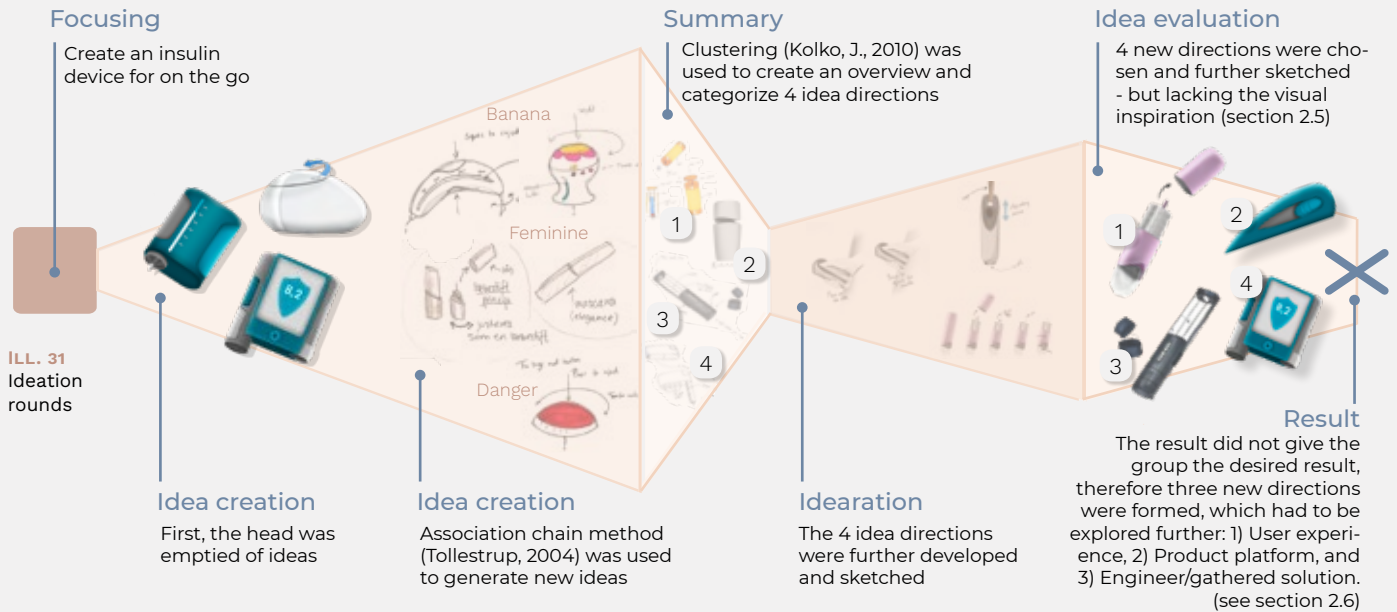 Focusing
Create an insulin
device for on the go
Summary
Clustering (Kolko, J., 2010) was
used to create an overview and
categorize 4 idea directions
Idea evaluation
4 new directions were cho-
sen and further sketched
- but lacking the visual
inspiration (section 2.5)
Banana
Feminine
mascara
(elegance)
Danger
8,2
1
2
3
4
1
2
3
4
8,2
ILL. 31
Ideation
rounds
Idea creation
First, the head was
emptied of ideas
Idea creation
Association chain method
(Tollestrup, 2004) was used
to generate new ideas
Idearation
The 4 idea directions
were further developed
and sketched
Result
The result did not give the
group the desired result,
therefore three new directions
were formed, which had to be
explored further: 1) User experi-
ence, 2) Product platform, and
3) Engineer/gathered solution.
(see section 2.6)